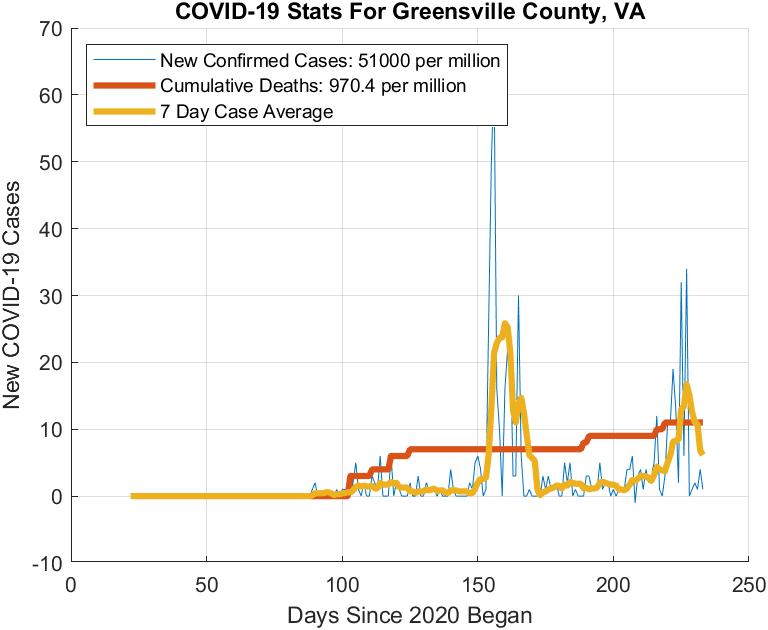 COVID-19 Stats For Greensville County, VA
New Confirmed Cases: 51000 per million
Cumulative Deaths: 970.4 per million
7 Day Case Average
70
60
50
40
30
20
10
0
-10
New COVID-19 Cases
0 50 100 150 200 250
Days Since 2020 Began